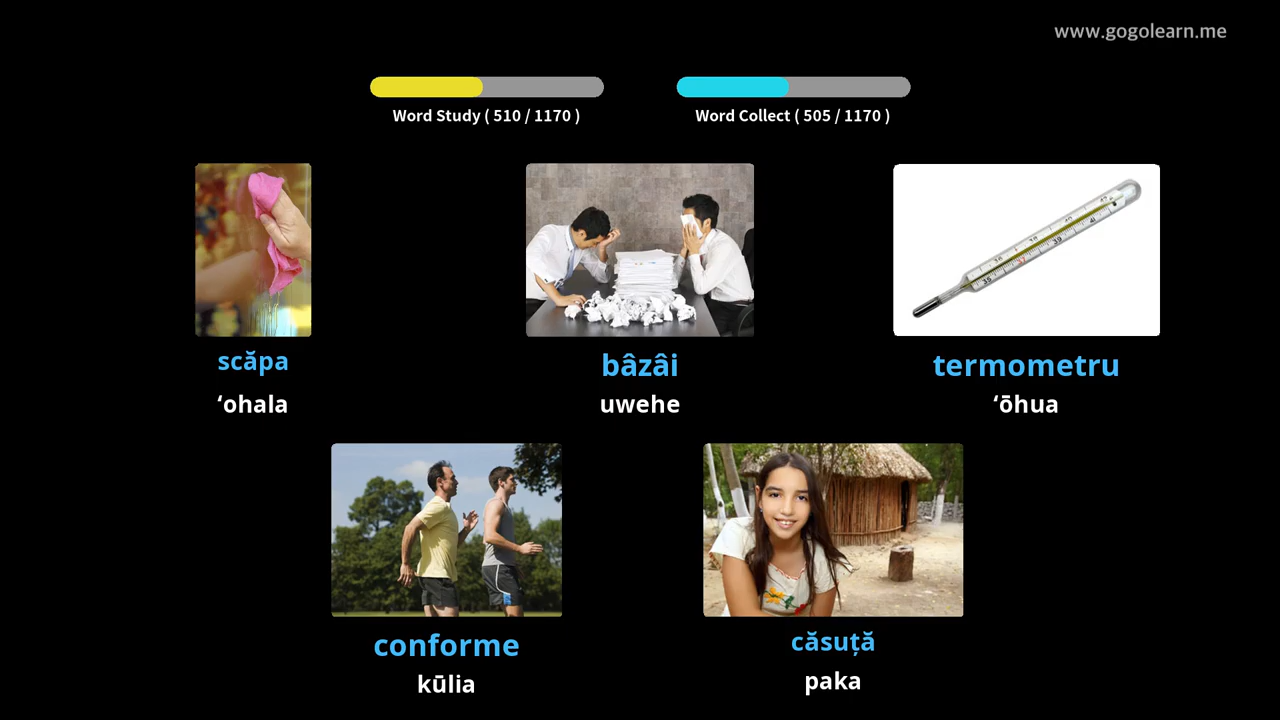 www.gogolearn.me
Word Study ( 510 / 1170 )
Word Collect ( 505 / 1170 )
scăpa
ʻohala
bâzâi
uwehe
termometru
ʻōhua
conforme
kūlia
căsuță
paka